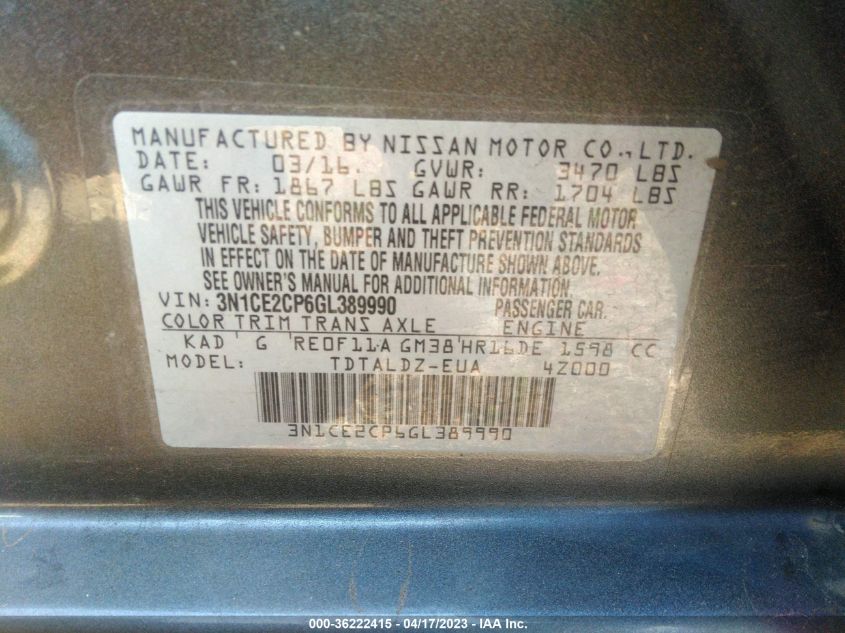 MANUFACTURED BY NISSAN MOTOR CO., LTD.
DATE: 03/16. GVWR: 3470 LBS
GAWR FR: 1867 LBS GAWR RR: 1704 LBS
THIS VEHICLE CONFORMS TO ALL APPLICABLE FEDERAL MOTOR
VEHICLE SAFETY, BUMPER AND THEFT PREVENTION STANDARDS
IN EFFECT ON THE DATE OF MANUFACTURE SHOWN ABOVE.
SEE OWNER'S MANUAL FOR ADDITIONAL INFORMATION.
VIN: 3N1CE2CP6GL389990 PASSENGER CAR.
COLOR TRIM TRANS AXLE ENGINE
KAD G RE0F11A GM38 HR16DE 1598 CC
MODEL: TDTALDZ-EUA 4Z000
3N1CE2CP6GL389990
000-36222415 - 04/17/2023 - IAA Inc.